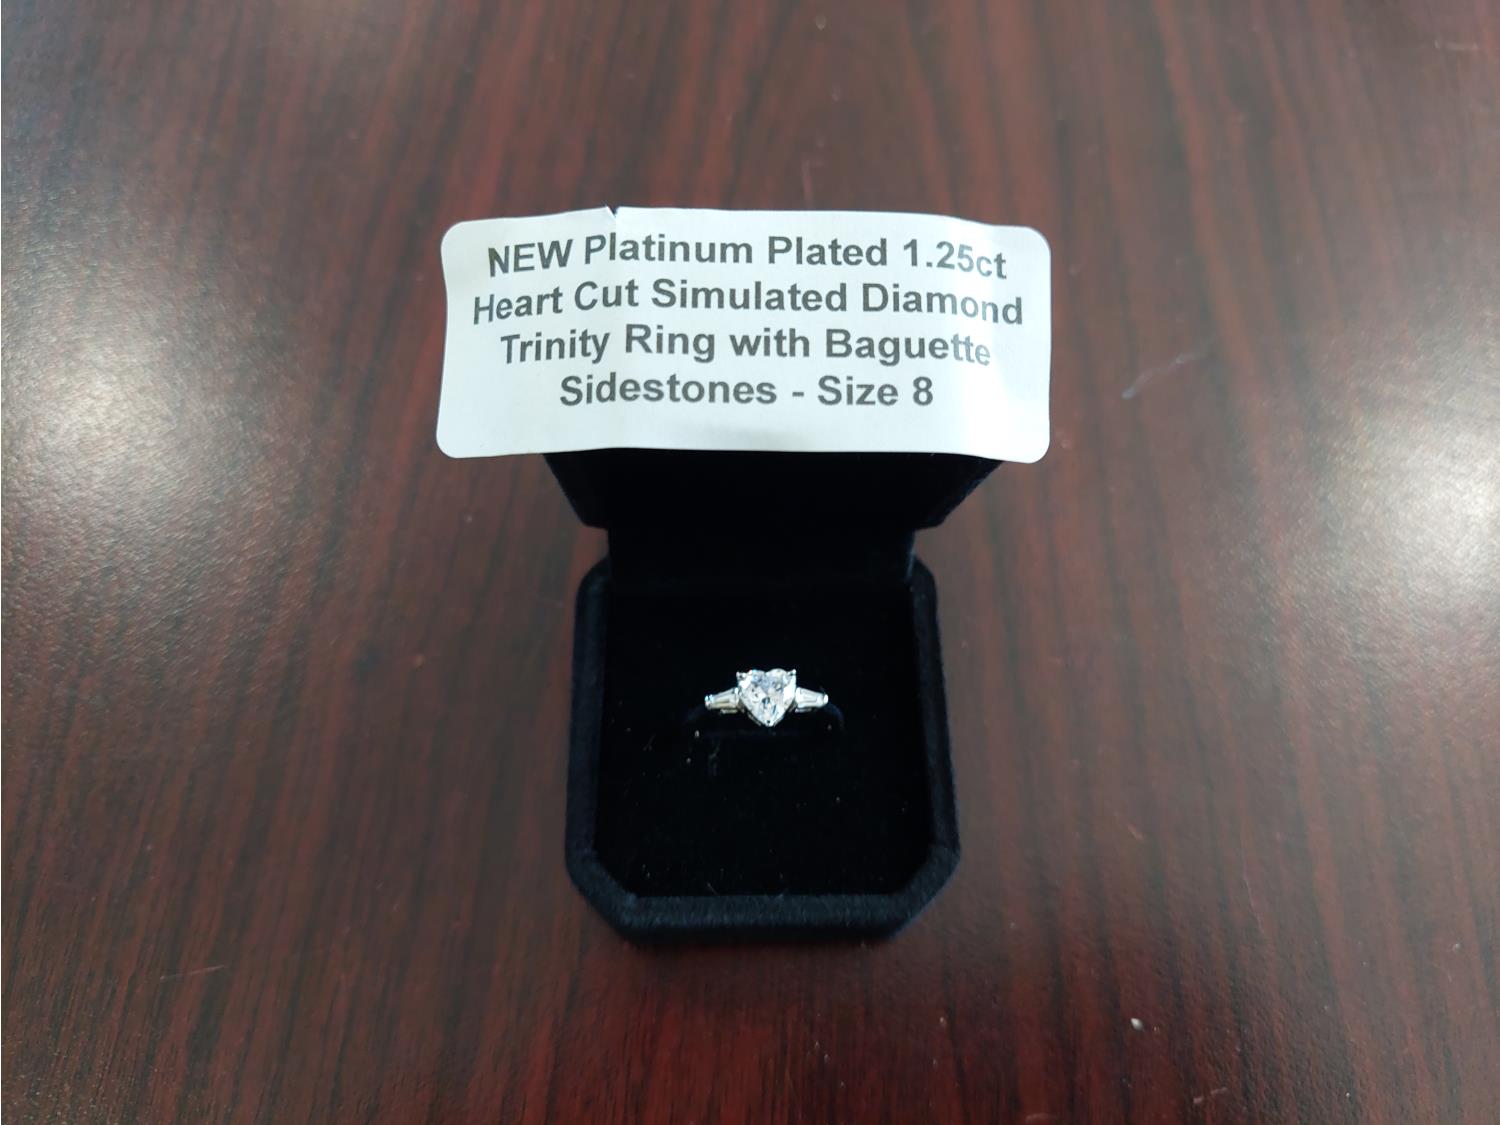 NEW Platinum Plated 1.25ct
Heart Cut Simulated Diamond
Trinity Ring with Baguette
Sidestones - Size 8